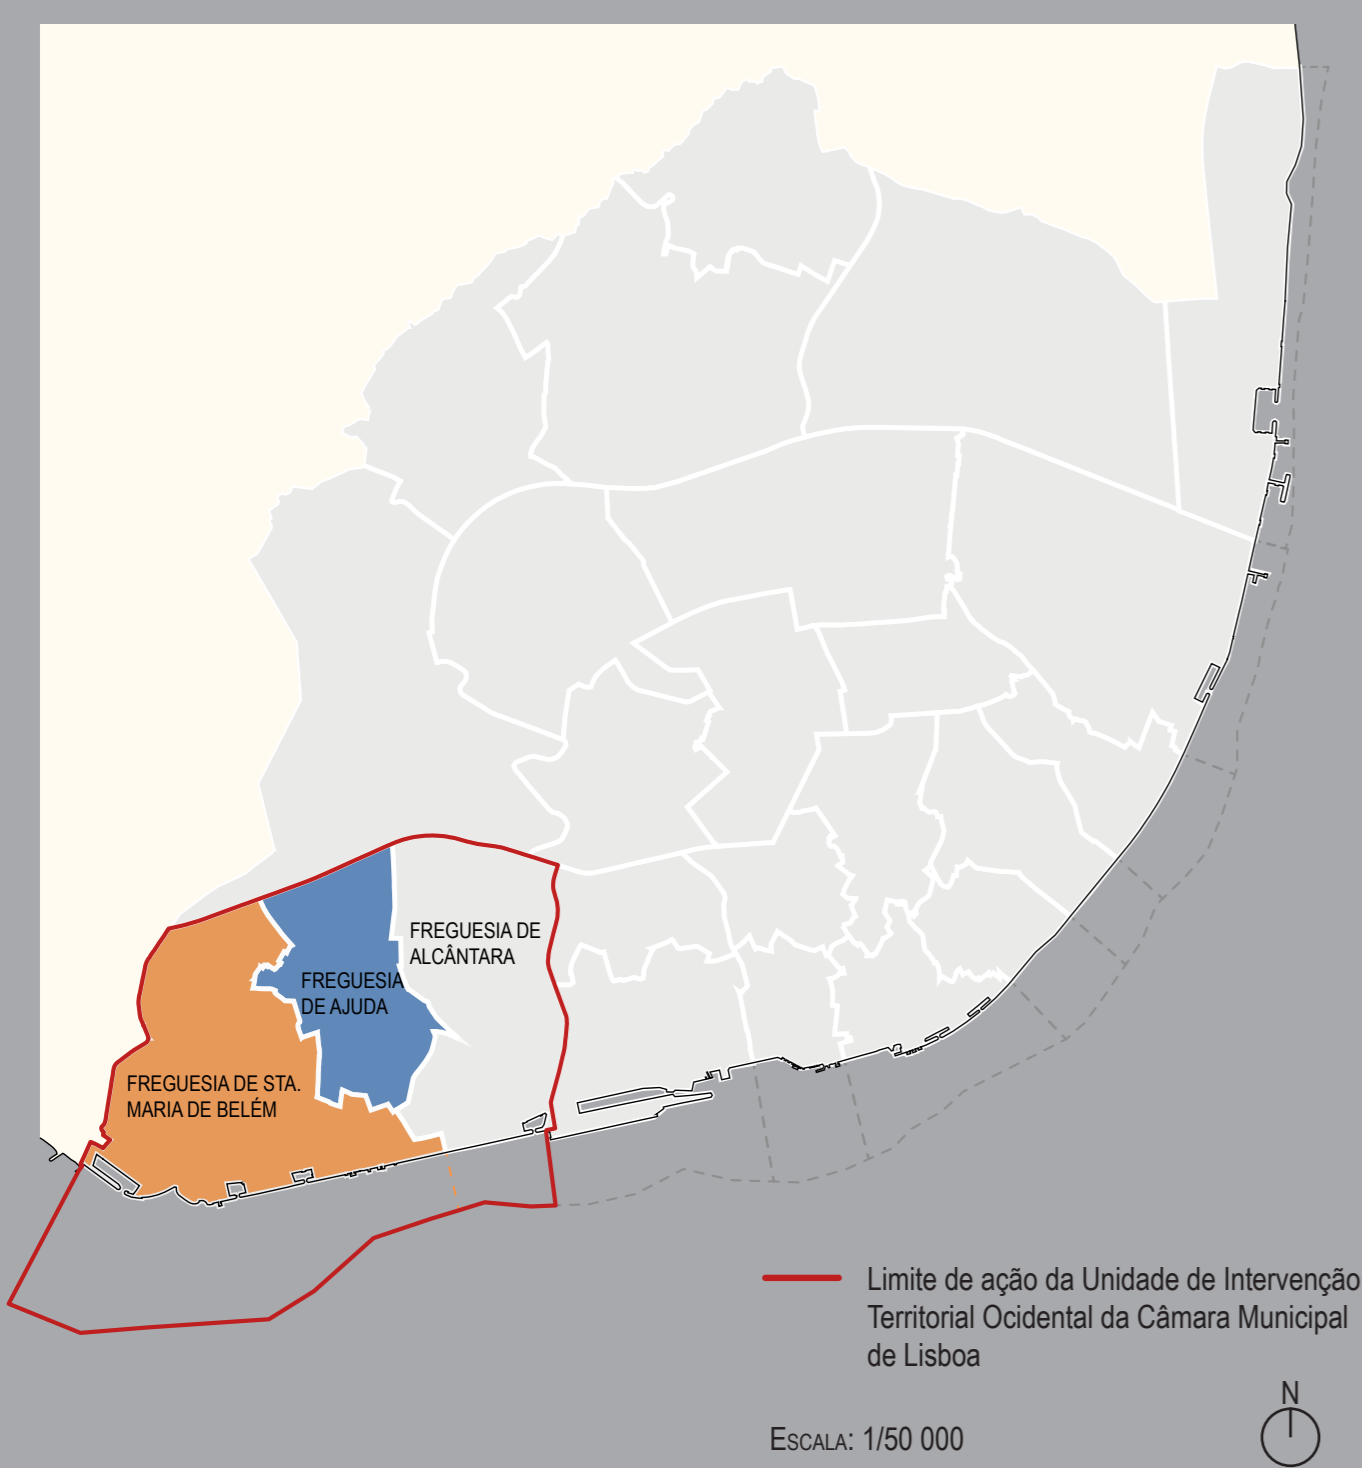 FREGUESIA DE
ALCÂNTARA
FREGUESIA
DE AJUDA
FREGUESIA DE STA.
MARIA DE BELÉM
Limite de ação da Unidade de Intervenção
Territorial Ocidental da Câmara Municipal
de Lisboa
N
ESCALA: 1/50 000